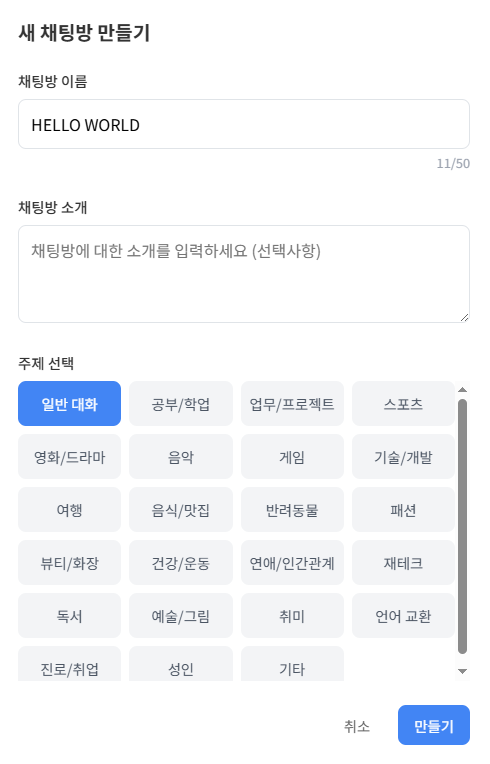 새 채팅방 만들기
채팅방 이름
HELLO WORLD
11/50
채팅방 소개
채팅방에 대한 소개를 입력하세요 (선택사항)
주제 선택
일반 대화 공부/학업 업무/프로젝트 스포츠
영화/드라마 음악 게임 기술/개발
여행 음식/맛집 반려동물 패션
뷰티/화장 건강/운동 연애/인간관계 재테크
독서 예술/그림 취미 언어 교환
진로/취업 성인 기타
취소 만들기